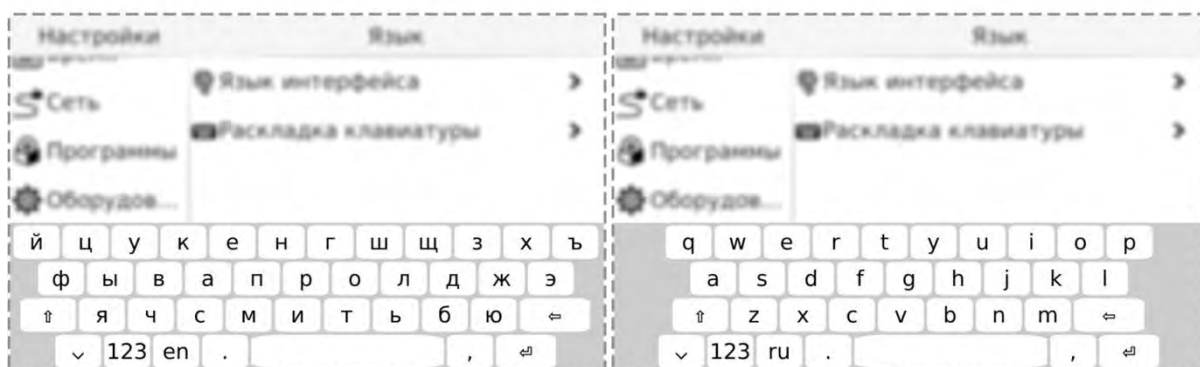 Настройки Язык
Сеть
Программы
Оборудов...
Язык интерфейса
Раскладка клавиатуры
й ц у к е н г ш щ з х ъ
ф ы в а п р о л д ж э
⇧ я ч с м и т ь б ю ⇦
⌄ 123 en . , ⏎
Настройки Язык
Сеть
Программы
Оборудов...
Язык интерфейса
Раскладка клавиатуры
q w e r t y u i o p
a s d f g h j k l
⇧ z x c v b n m ⇦
⌄ 123 ru . , ⏎